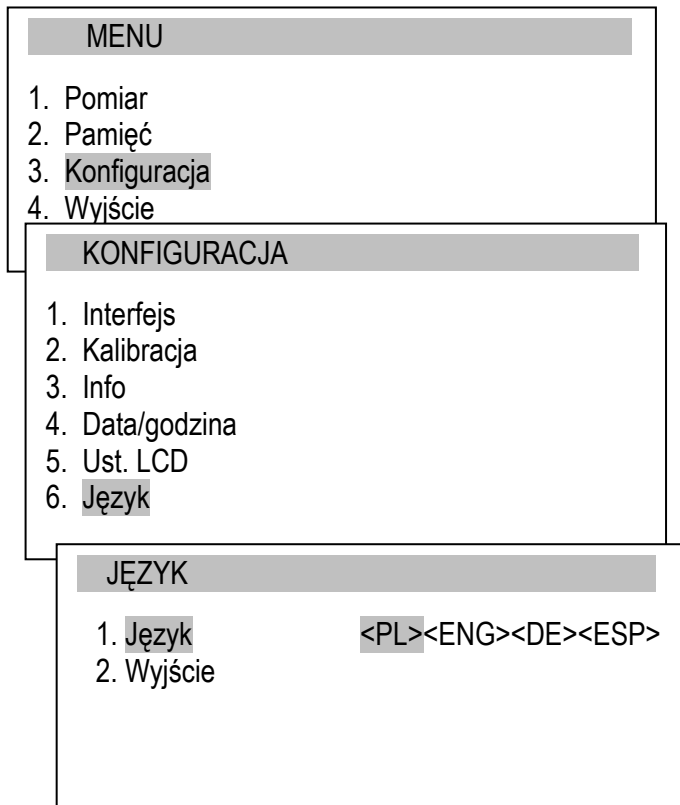 MENU
1. Pomiar
2. Pamięć
3. Konfiguracja
4. Wyjście
KONFIGURACJA
1. Interfejs
2. Kalibracja
3. Info
4. Data/godzina
5. Ust. LCD
6. Język
JĘZYK
1. Język <PL><ENG><DE><ESP>
2. Wyjście